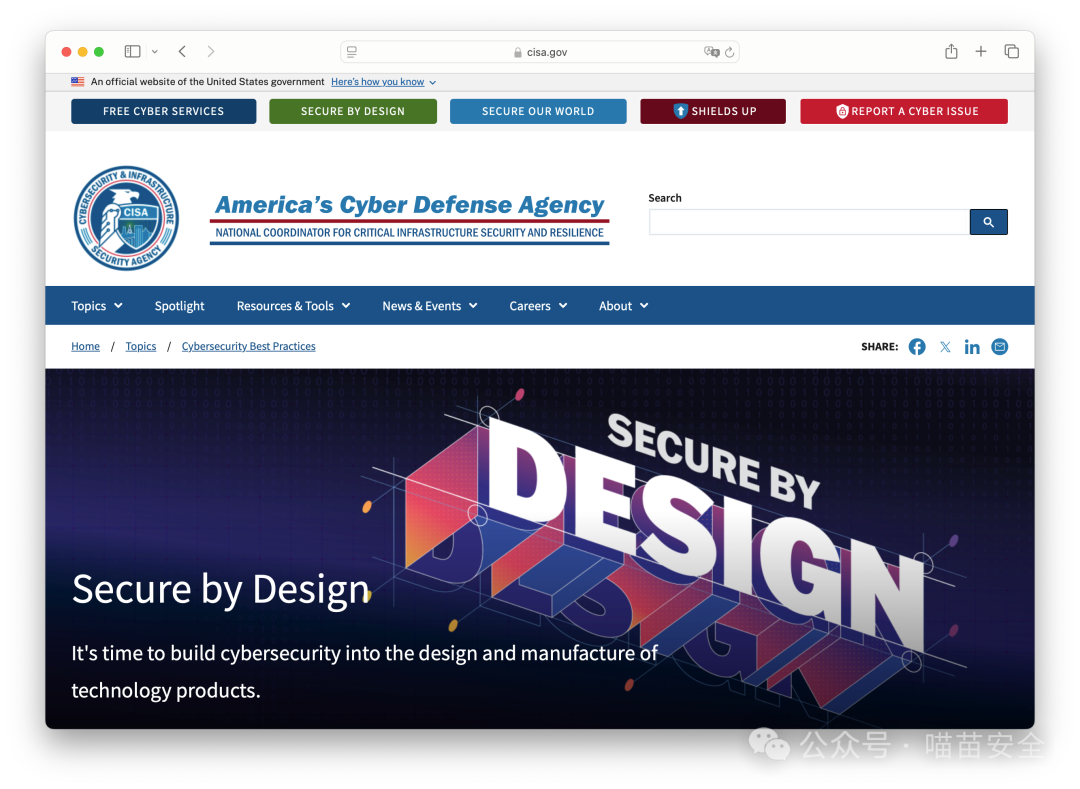 cisa.gov
An official website of the United States government Here's how you know
FREE CYBER SERVICES
SECURE BY DESIGN
SECURE OUR WORLD
SHIELDS UP
REPORT A CYBER ISSUE
CYBERSECURITY & INFRASTRUCTURE
CISA
SECURITY AGENCY
America's Cyber Defense Agency
NATIONAL COORDINATOR FOR CRITICAL INFRASTRUCTURE SECURITY AND RESILIENCE
Search
Topics
Spotlight
Resources & Tools
News & Events
Careers
About
Home / Topics / Cybersecurity Best Practices
SHARE:
SECURE BY
DESIGN
Secure by Design
It's time to build cybersecurity into the design and manufacture of
technology products.
公众号 · 喵苗安全